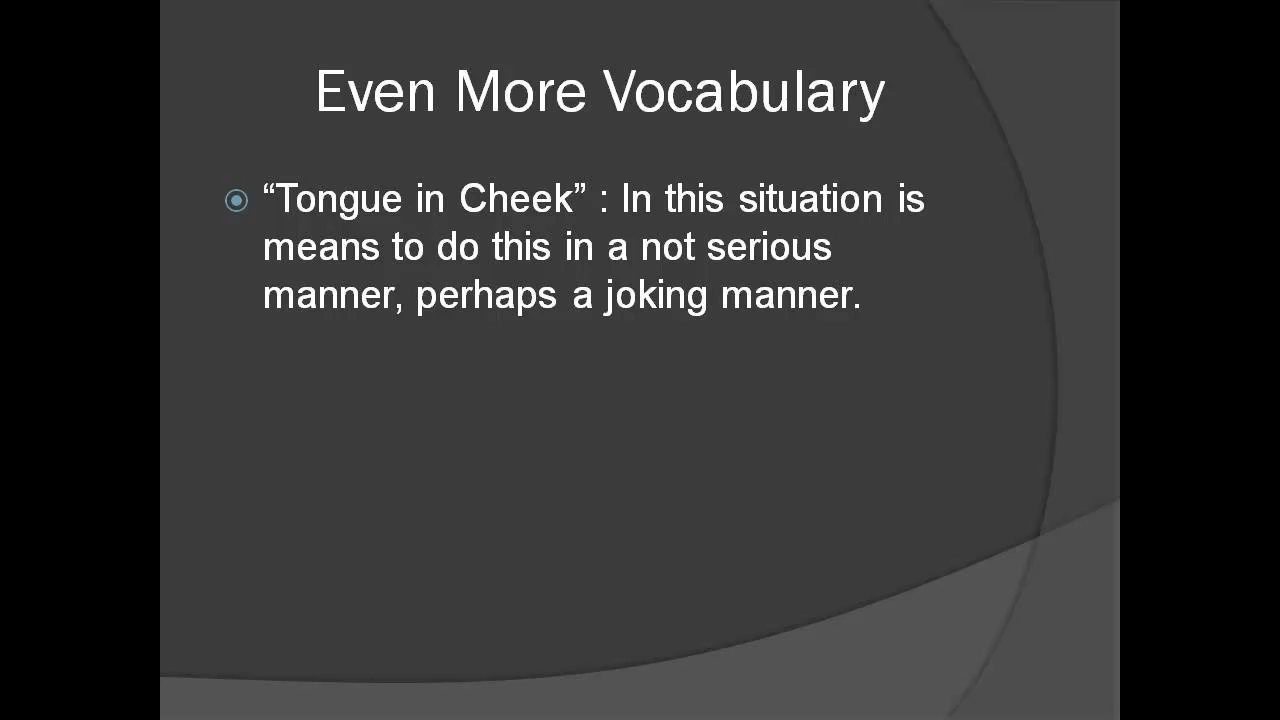 Even More Vocabulary
“Tongue in Cheek” : In this situation is
means to do this in a not serious
manner, perhaps a joking manner.